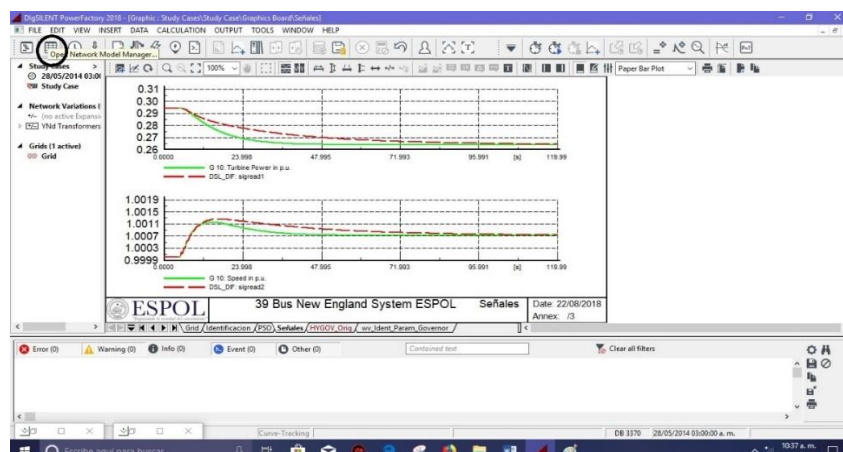 DIgSILENT PowerFactory 2018 - [Graphic : Study Cases\Study Case\Graphics Board\Señales]
FILE EDIT VIEW INSERT DATA CALCULATION OUTPUT TOOLS WINDOW HELP
Open Network Model Manager...
Study Cases
28/05/2014 03:00
Study Case
Network Variations (
(no active Expansi
YNd Transformers
Grids (1 active)
Grid
100%
Paper Bar Plot
0.31
0.30
0.29
0.28
0.27
0.26
0.0000 23.998 47.995 71.993 95.991 [s] 119.99
G 10: Turbine Power in p.u.
DSL_DIF: sigread1
1.0019
1.0015
1.0011
1.0007
1.0003
0.9999
0.0000 23.998 47.995 71.993 95.991 [s] 119.99
G 10: Speed in p.u.
DSL_DIF: sigread2
ESPOL
39 Bus New England System ESPOL
Señales
Date: 22/08/2018
Annex: /3
Grid Identificacion PSO Señales HYGOV_Orig wv_Ident_Param_Governor
Error (0) Warning (0) Info (0) Event (0) Other (0) Contained text Clear all filters
Curve-Tracking DB 3370 28/05/2014 03:00:00 a. m.
Escribe aquí para buscar
10:37 a. m.